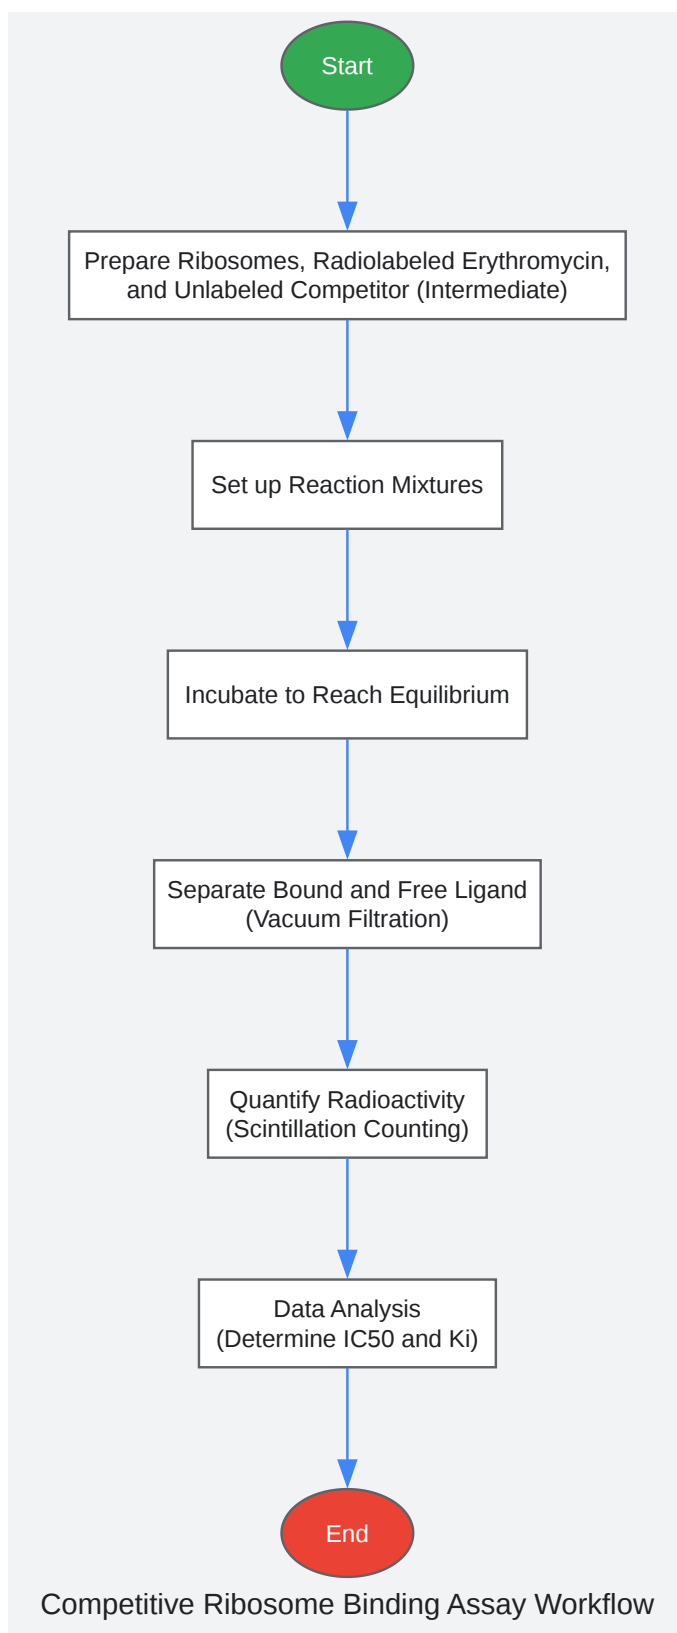 Start
Prepare Ribosomes, Radiolabeled Erythromycin,
and Unlabeled Competitor (Intermediate)
Set up Reaction Mixtures
Incubate to Reach Equilibrium
Separate Bound and Free Ligand
(Vacuum Filtration)
Quantify Radioactivity
(Scintillation Counting)
Data Analysis
(Determine IC50 and Ki)
End
Competitive Ribosome Binding Assay Workflow